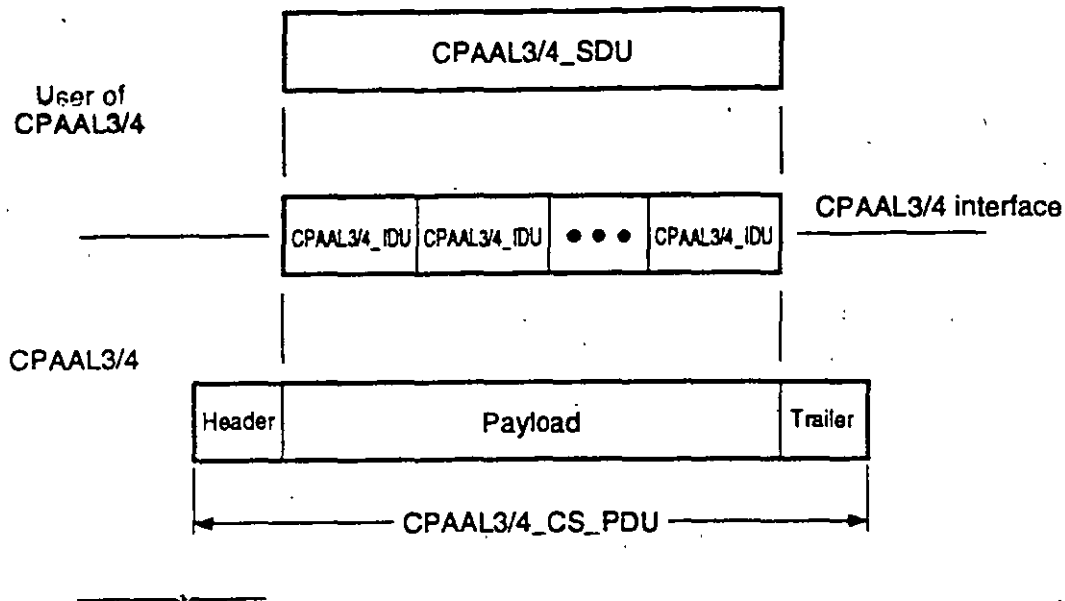 CPAAL3/4_SDU
User of
CPAAL3/4
CPAAL3/4 interface
CPAAL3/4_IDU CPAAL3/4_IDU ● ● ● CPAAL3/4_IDU
CPAAL3/4
Header Payload Trailer
CPAAL3/4_CS_PDU